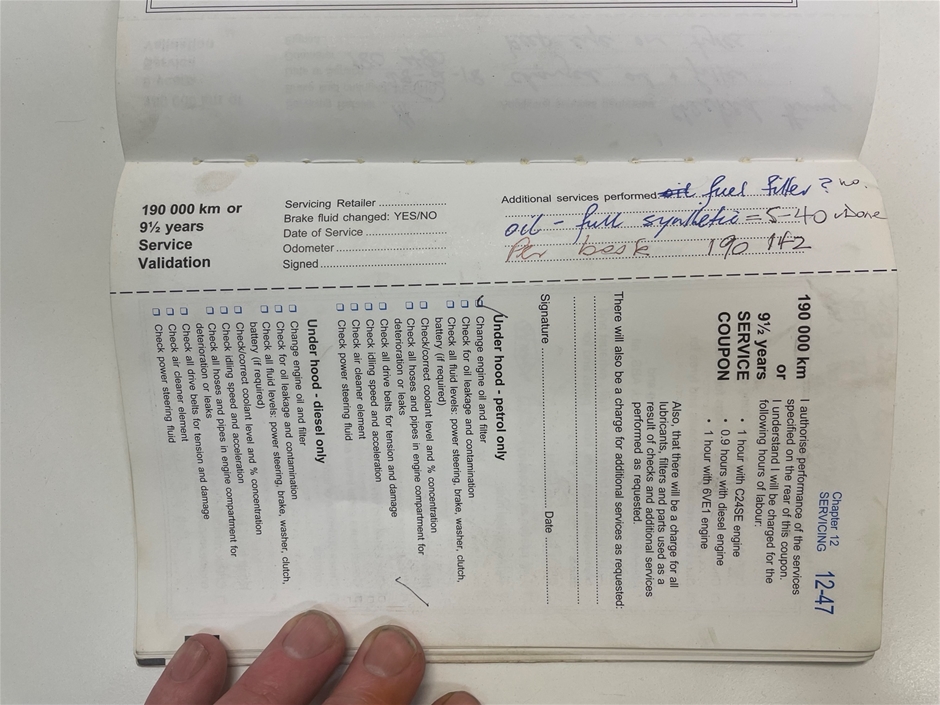 190 000 km or
9½ years
Service
Validation
Servicing Retailer
Brake fluid changed: YES/NO
Date of Service
Odometer
Signed
Additional services performed oil fuel filter? no.
oil - full synthetic = 5-40 Done
Per book 190 142
Chapter 12
SERVICING 12-47
190 000 km
or
9½ years
SERVICE
COUPON
I authorise performance of the services
specified on the rear of this coupon.
I understand I will be charged for the
following hours of labour:
• 1 hour with C24SE engine
• 0.9 hours with diesel engine
• 1 hour with 6VE1 engine
Also, that there will be a charge for all
lubricants, filters and parts used as a
result of checks and additional services
performed as requested.
There will also be a charge for additional services as requested:
Signature Date
Under hood - petrol only
Change engine oil and filter
Check for oil leakage and contamination
Check all fluid levels: power steering, brake, washer, clutch,
battery (if required)
Check/correct coolant level and % concentration
Check all hoses and pipes in engine compartment for
deterioration or leaks
Check all drive belts for tension and damage
Check idling speed and acceleration
Check air cleaner element
Check power steering fluid
Under hood - diesel only
Change engine oil and filter
Check for oil leakage and contamination
Check all fluid levels: power steering, brake, washer, clutch,
battery (if required)
Check/correct coolant level and % concentration
Check idling speed and acceleration
Check all hoses and pipes in engine compartment for
deterioration or leaks
Check all drive belts for tension and damage
Check air cleaner element
Check power steering fluid